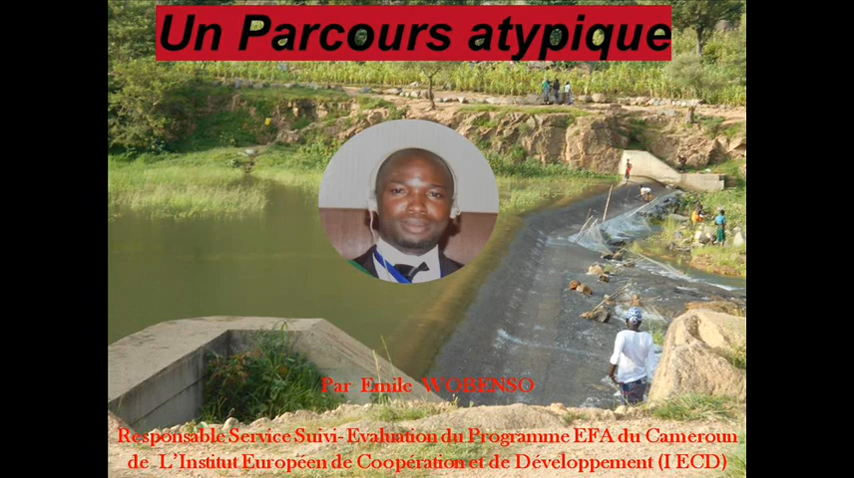 Un Parcours atypique
Par Emile WOBENSO
Responsable Service Suivi- Evaluation du Programme EFA du Cameroun
de L’Institut Européen de Coopération et de Développement (I ECD)